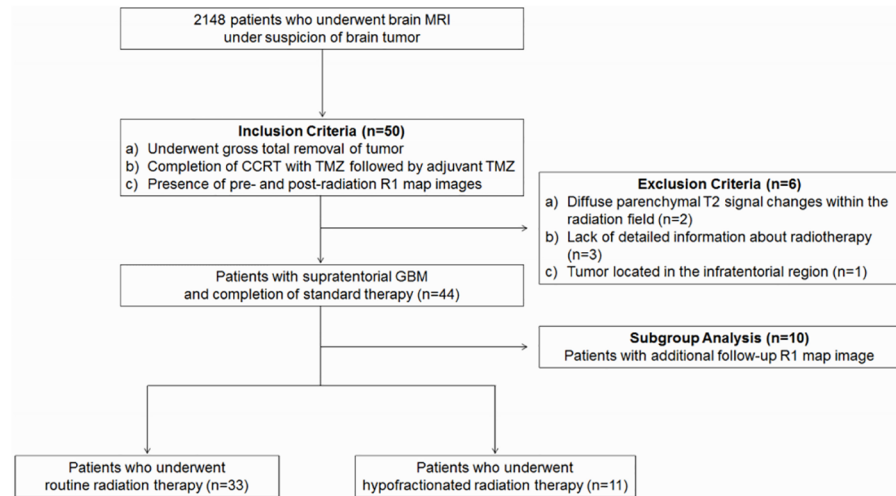 2148 patients who underwent brain MRI
under suspicion of brain tumor
Inclusion Criteria (n=50)
a) Underwent gross total removal of tumor
b) Completion of CCRT with TMZ followed by adjuvant TMZ
c) Presence of pre- and post-radiation R1 map images
Exclusion Criteria (n=6)
a) Diffuse parenchymal T2 signal changes within the
radiation field (n=2)
b) Lack of detailed information about radiotherapy
(n=3)
c) Tumor located in the infratentorial region (n=1)
Patients with supratentorial GBM
and completion of standard therapy (n=44)
Subgroup Analysis (n=10)
Patients with additional follow-up R1 map image
Patients who underwent
routine radiation therapy (n=33)
Patients who underwent
hypofractionated radiation therapy (n=11)